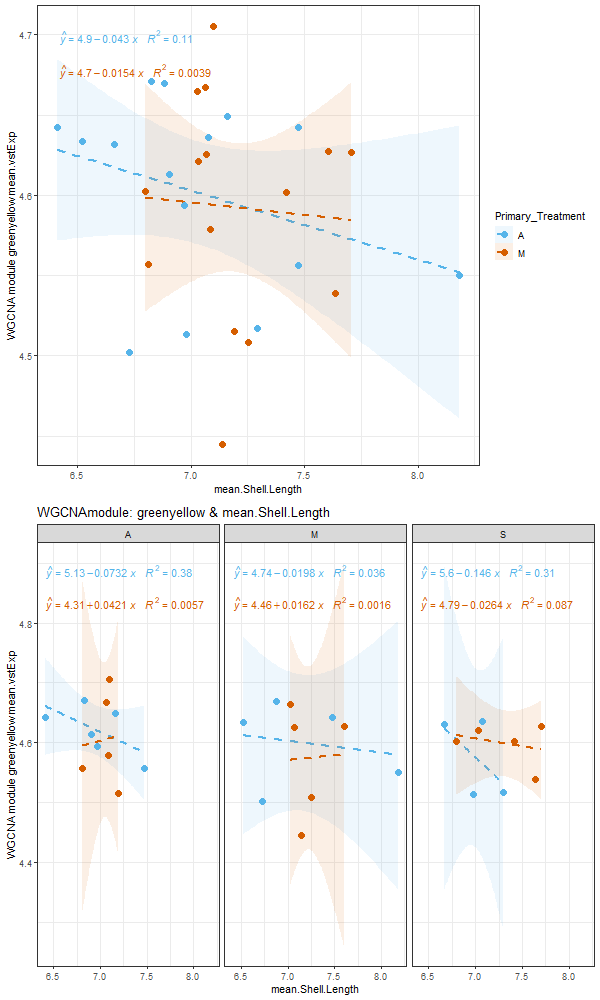 4.7
4.6
4.5
ŷ = 4.9 − 0.043 x R² = 0.11
ŷ = 4.7 − 0.0154 x R² = 0.0039
WGCNA module greenyellow mean.vstExp
6.5 7.0 7.5 8.0
mean.Shell.Length
Primary_Treatment
A
M
WGCNAmodule: greenyellow & mean.Shell.Length
A M S
ŷ = 5.13 − 0.0732 x R² = 0.38 ŷ = 4.74 − 0.0198 x R² = 0.036 ŷ = 5.6 − 0.146 x R² = 0.31
ŷ = 4.31 + 0.0421 x R² = 0.0057 ŷ = 4.46 + 0.0162 x R² = 0.0016 ŷ = 4.79 − 0.0264 x R² = 0.087
4.8
4.6
4.4
WGCNA module greenyellow mean.vstExp
6.5 7.0 7.5 8.0 6.5 7.0 7.5 8.0 6.5 7.0 7.5 8.0
mean.Shell.Length